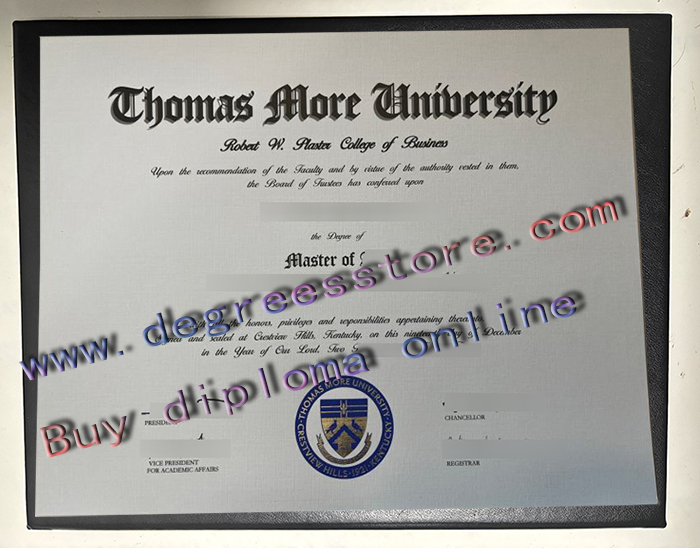 Thomas More University
Robert W. Plaster College of Business
Upon the recommendation of the Faculty and by virtue of the authority vested in them,
the Board of Trustees has conferred upon
the Degree of
Master of
www.degreesstore.com
the honors, privileges and responsibilities appertaining thereto.
and sealed at Crestview Hills, Kentucky, on this nineteenth day of December
in the Year of Our Lord, Two
Buy diploma online
PRESIDENT
CHANCELLOR
THOMAS MORE UNIVERSITY
CRESTVIEW HILLS · 1921 · KENTUCKY
VICE PRESIDENT
FOR ACADEMIC AFFAIRS
REGISTRAR